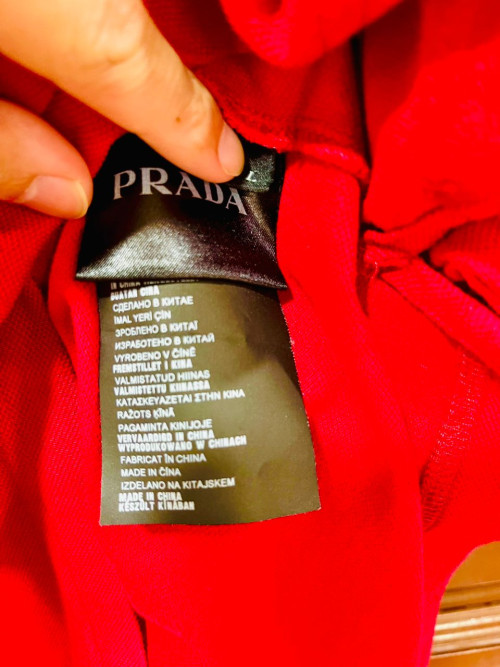 L
PRADA
BUATAN CINA
СДЕЛАНО В КИТАЕ
İMAL YERİ ÇİN
ЗРОБЛЕНО В КИТАЇ
ИЗРАБОТЕНО В КИТАЙ
VYROBENO V ČÍNĚ
FREMSTILLET I KINA
VALMISTATUD HIINAS
VALMISTETTU KIINASSA
ΚΑΤΑΣΚΕΥΑΖΕΤΑΙ ΣΤΗΝ ΚΙΝΑ
RAŽOTS ĶĪNĀ
PAGAMINTA KINIJOJE
VERVAARDIGD IN CHINA
WYPRODUKOWANO W CHINACH
FABRICAT ÎN CHINA
MADE IN ČÍNA
IZDELANO NA KITAJSKEM
MADE IN CHINA
KÉSZÜLT KÍNÁBAN